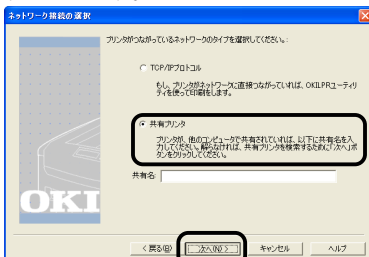 ネットワーク接続の選択
プリンタがつながっているネットワークのタイプを選択してください。:
TCP/IPプロトコル
もし、プリンタがネットワークに直接つながっていれば、OKILPRユーティリ
ティを使って印刷をします。
共有プリンタ
プリンタが、他のコンピュータで共有されていれば、以下に共有名を入
力してください。解らなければ、共有プリンタを検索するために「次へ」ボ
タンをクリックしてください。
共有名:
OKI
< 戻る(B)
次へ(N) >
キャンセル
ヘルプ